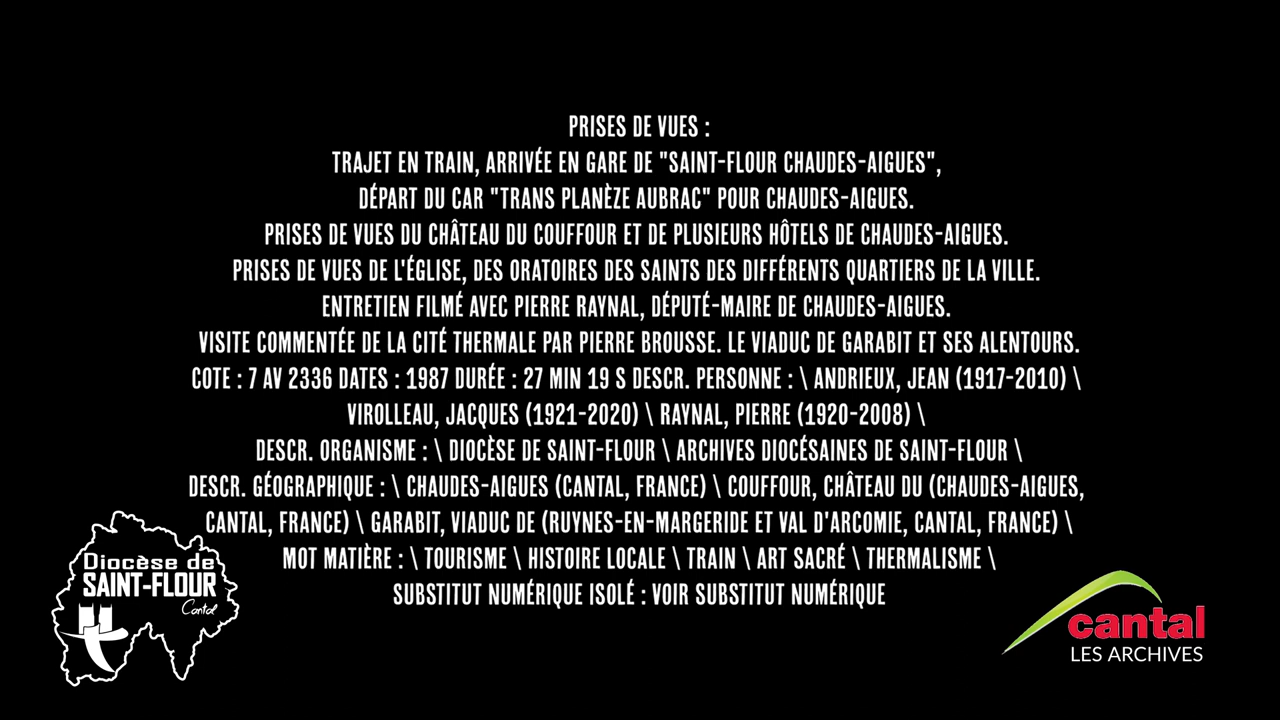 PRISES DE VUES :
TRAJET EN TRAIN, ARRIVÉE EN GARE DE "SAINT-FLOUR CHAUDES-AIGUES",
DÉPART DU CAR "TRANS PLANÈZE AUBRAC" POUR CHAUDES-AIGUES.
PRISES DE VUES DU CHÂTEAU DU COUFFOUR ET DE PLUSIEURS HÔTELS DE CHAUDES-AIGUES.
PRISES DE VUES DE L'ÉGLISE, DES ORATOIRES DES SAINTS DES DIFFÉRENTS QUARTIERS DE LA VILLE.
ENTRETIEN FILMÉ AVEC PIERRE RAYNAL, DÉPUTÉ-MAIRE DE CHAUDES-AIGUES.
VISITE COMMENTÉE DE LA CITÉ THERMALE PAR PIERRE BROUSSE. LE VIADUC DE GARABIT ET SES ALENTOURS.
COTE : 7 AV 2336 DATES : 1987 DURÉE : 27 MIN 19 S DESCR. PERSONNE : \ ANDRIEUX, JEAN (1917-2010) \
VIROLLEAU, JACQUES (1921-2020) \ RAYNAL, PIERRE (1920-2008) \
DESCR. ORGANISME : \ DIOCÈSE DE SAINT-FLOUR \ ARCHIVES DIOCÉSAINES DE SAINT-FLOUR \
DESCR. GÉOGRAPHIQUE : \ CHAUDES-AIGUES (CANTAL, FRANCE) \ COUFFOUR, CHÂTEAU DU (CHAUDES-AIGUES,
CANTAL, FRANCE) \ GARABIT, VIADUC DE (RUYNES-EN-MARGERIDE ET VAL D'ARCOMIE, CANTAL, FRANCE) \
MOT MATIÈRE : \ TOURISME \ HISTOIRE LOCALE \ TRAIN \ ART SACRÉ \ THERMALISME \
SUBSTITUT NUMÉRIQUE ISOLÉ : VOIR SUBSTITUT NUMÉRIQUE
Diocèse de
SAINT-FLOUR
Cantal
cantal
LES ARCHIVES